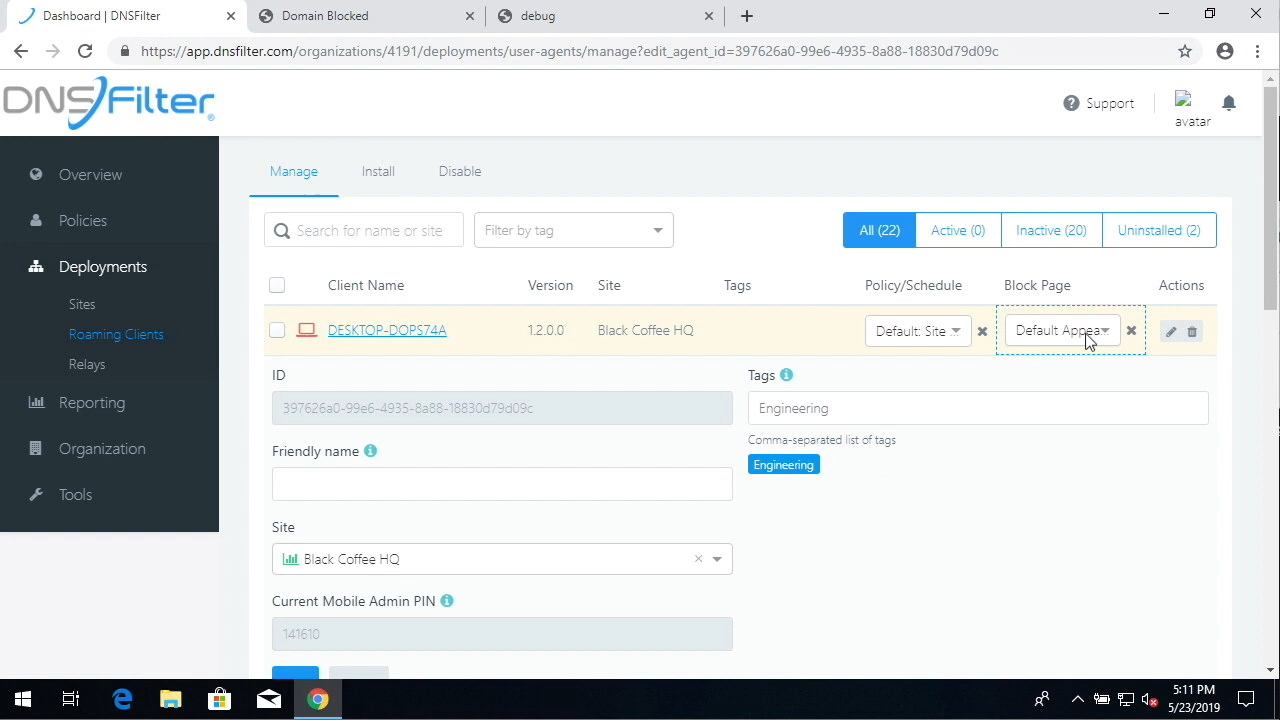 Dashboard | DNSFilter
Domain Blocked
debug
https://app.dnsfilter.com/organizations/4191/deployments/user-agents/manage?edit_agent_id=397626a0-99e6-4935-8a88-18830d79d09c
DNSFilter®
Support
avatar
Overview
Policies
Deployments
Sites
Roaming Clients
Relays
Reporting
Organization
Tools
Manage Install Disable
Search for name or site Filter by tag All (22) Active (0) Inactive (20) Uninstalled (2)
Client Name Version Site Tags Policy/Schedule Block Page Actions
DESKTOP-DOPS74A 1.2.0.0 Black Coffee HQ Default: Site ... Default Appea
ID
397626a0-99e6-4935-8a88-18830d79d09c
Tags
Engineering
Comma-separated list of tags
Engineering
Friendly name
Site
Black Coffee HQ
Current Mobile Admin PIN
141610
5:11 PM
5/23/2019